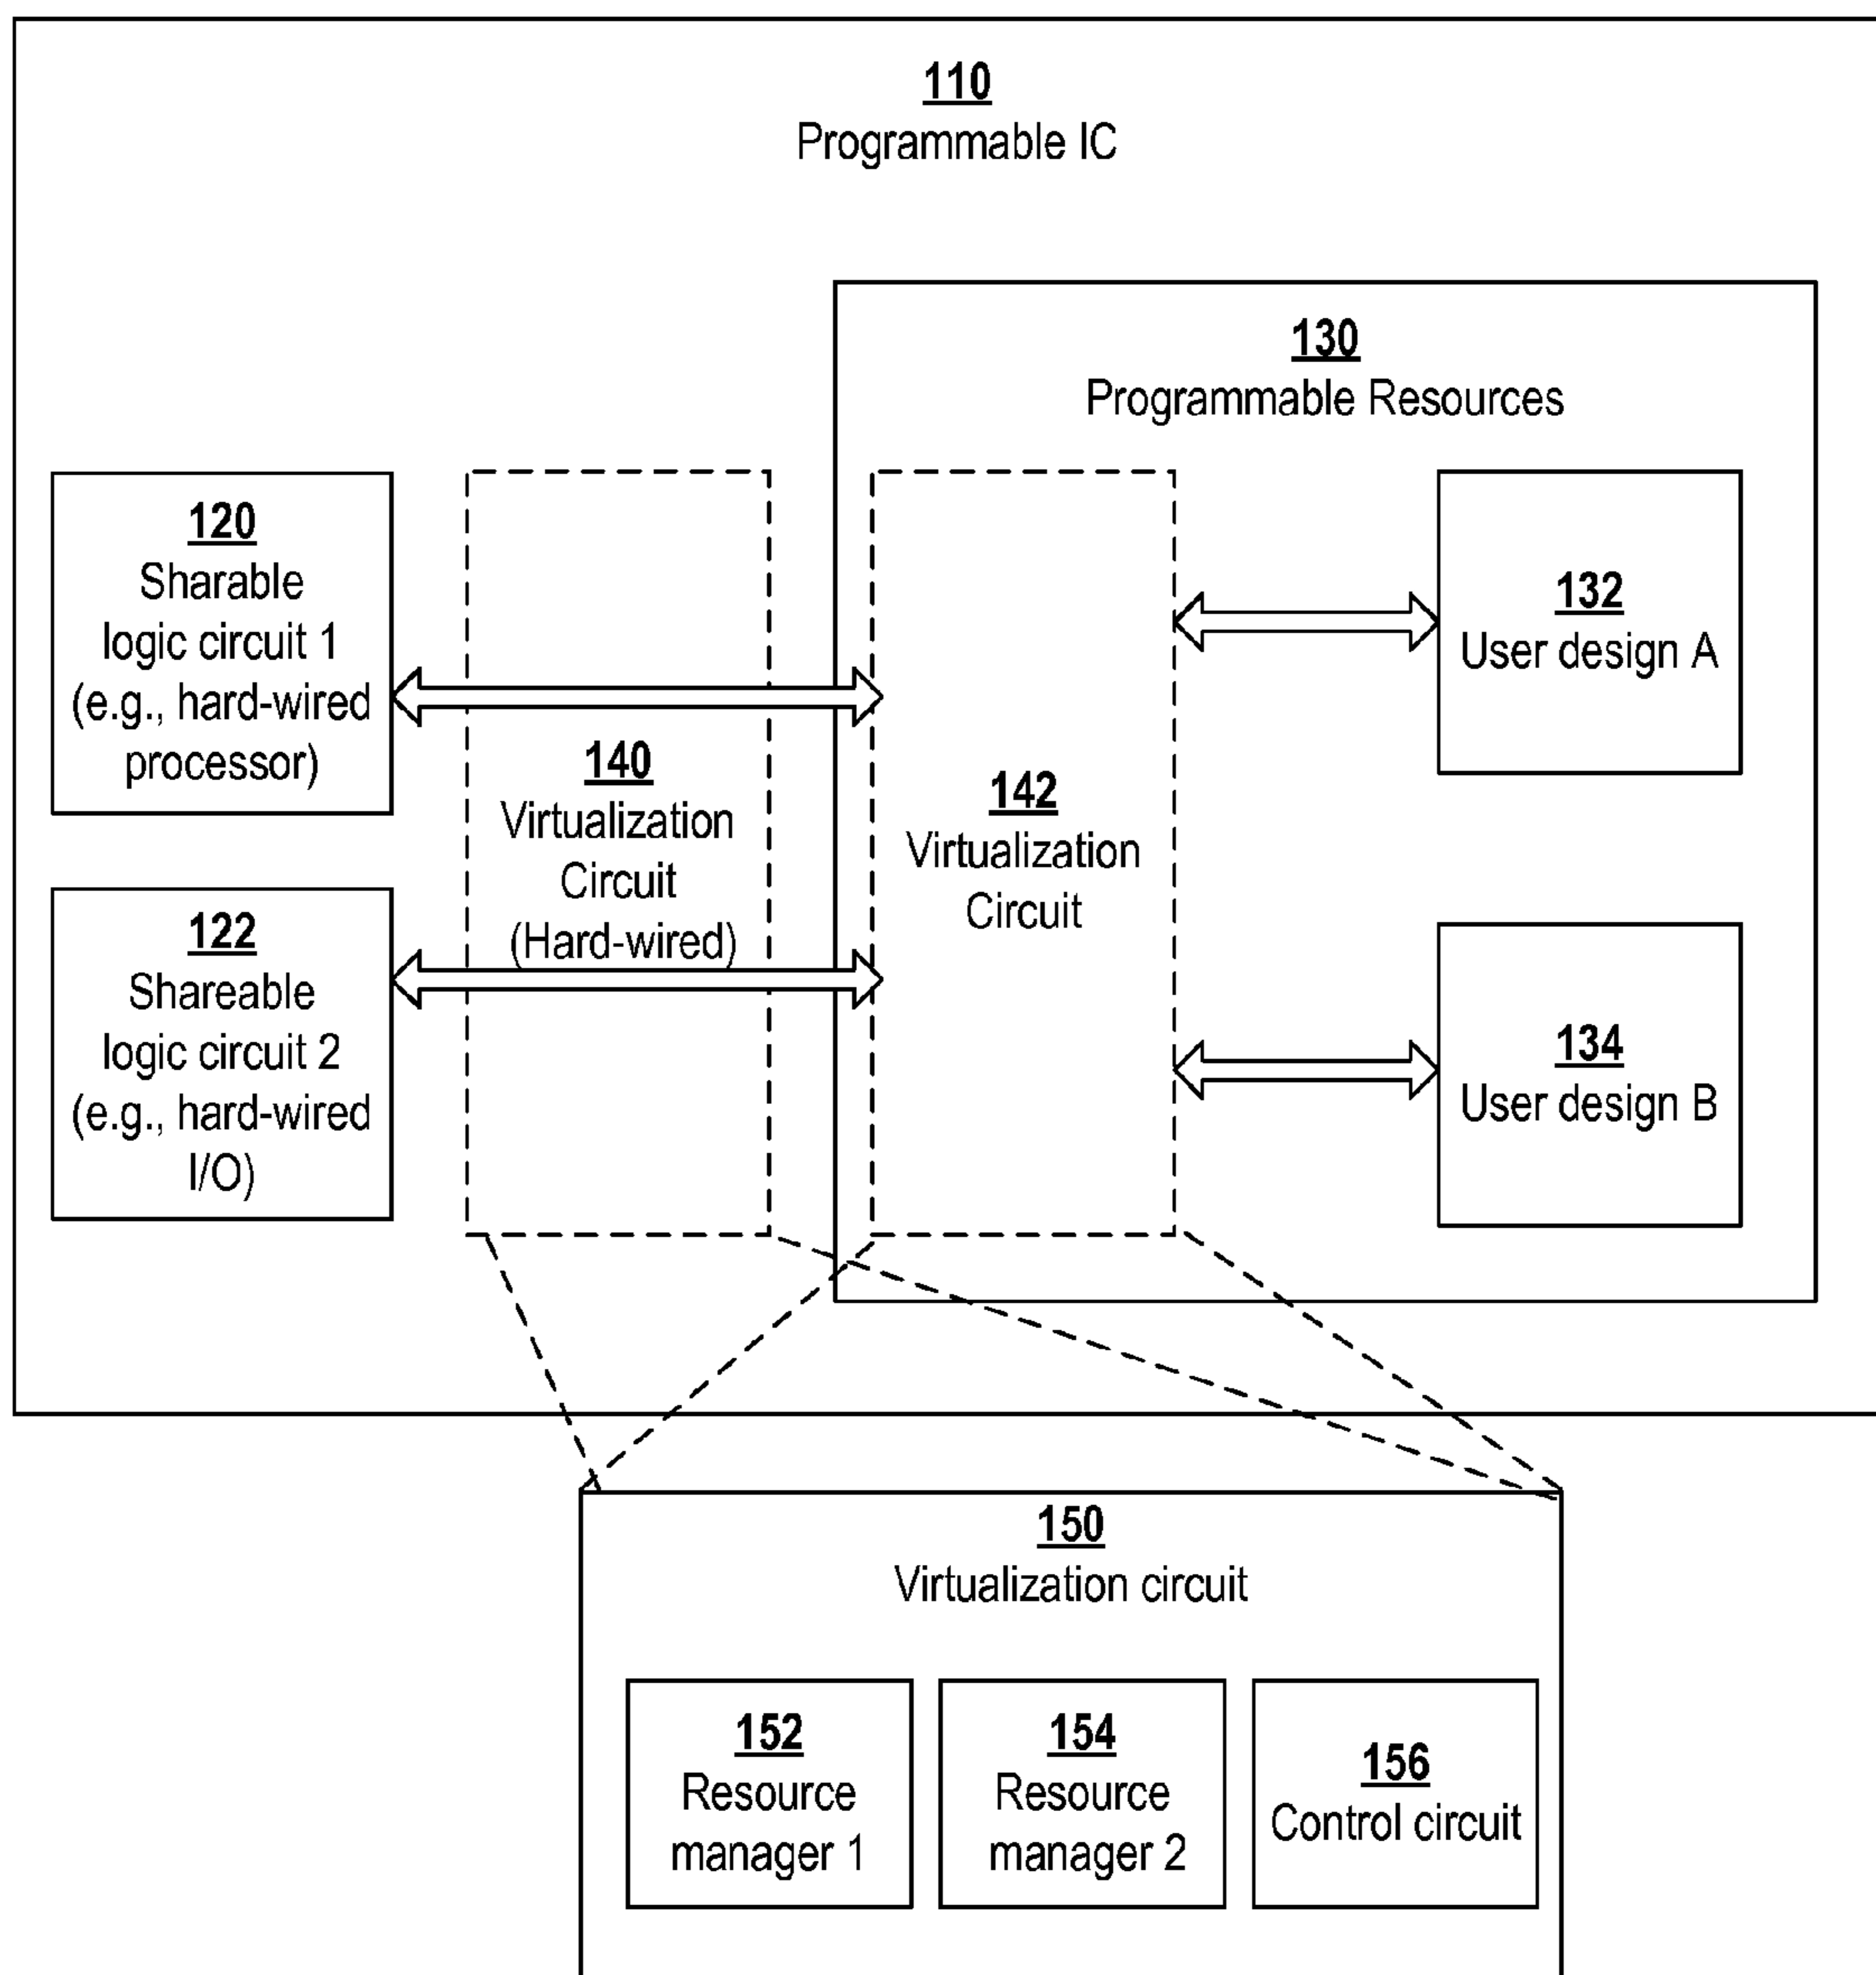 110
Programmable IC
130
Programmable Resources
120
Sharable
logic circuit 1
(e.g., hard-wired
processor)
122
Shareable
logic circuit 2
(e.g., hard-wired
I/O)
140
Virtualization
Circuit
(Hard-wired)
142
Virtualization
Circuit
132
User design A
134
User design B
150
Virtualization circuit
152
Resource
manager 1
154
Resource
manager 2
156
Control circuit